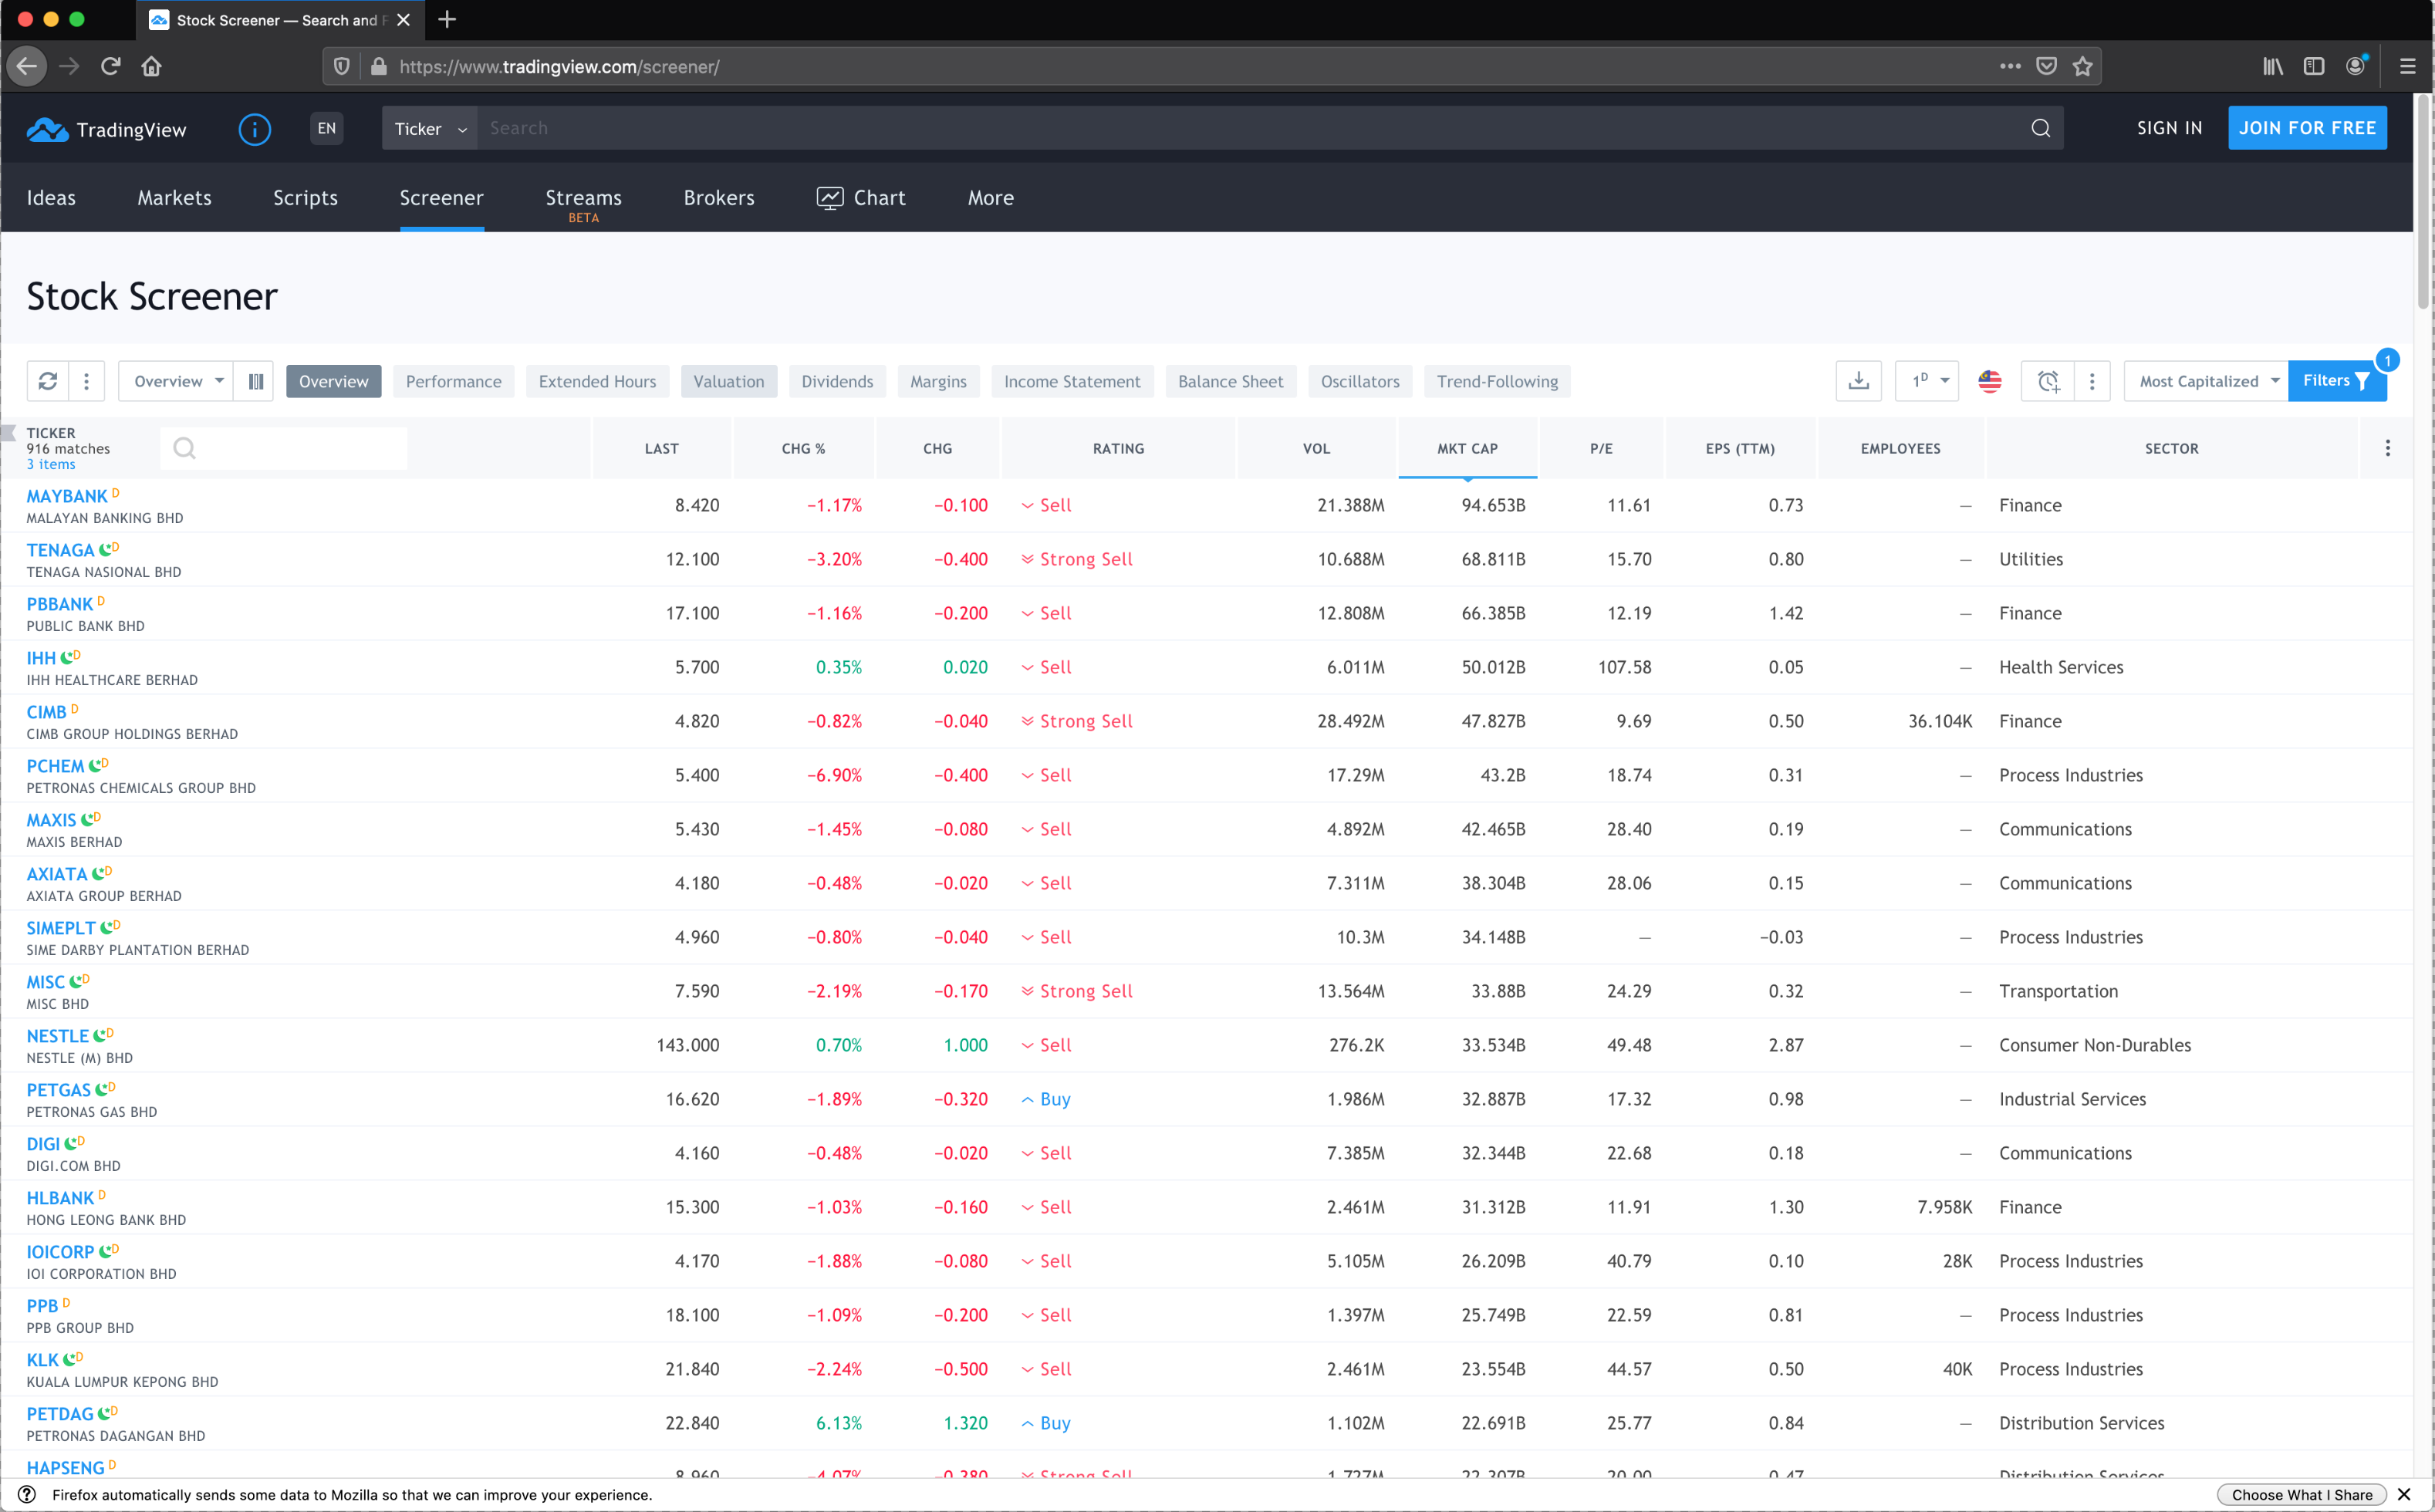 Stock Screener — Search and F
https://www.tradingview.com/screener/
TradingView EN Ticker Search SIGN IN JOIN FOR FREE
Ideas Markets Scripts Screener Streams Brokers Chart More
BETA
Stock Screener
1
Overview Overview Performance Extended Hours Valuation Dividends Margins Income Statement Balance Sheet Oscillators Trend-Following 1D Most Capitalized Filters
TICKER
916 matches
3 items
LAST CHG % CHG RATING VOL MKT CAP P/E EPS (TTM) EMPLOYEES SECTOR
MAYBANK D 8.420 −1.17% −0.100 Sell 21.388M 94.653B 11.61 0.73 — Finance
MALAYAN BANKING BHD
TENAGA D 12.100 −3.20% −0.400 Strong Sell 10.688M 68.811B 15.70 0.80 — Utilities
TENAGA NASIONAL BHD
PBBANK D 17.100 −1.16% −0.200 Sell 12.808M 66.385B 12.19 1.42 — Finance
PUBLIC BANK BHD
IHH D 5.700 0.35% 0.020 Sell 6.011M 50.012B 107.58 0.05 — Health Services
IHH HEALTHCARE BERHAD
CIMB D 4.820 −0.82% −0.040 Strong Sell 28.492M 47.827B 9.69 0.50 36.104K Finance
CIMB GROUP HOLDINGS BERHAD
PCHEM D 5.400 −6.90% −0.400 Sell 17.29M 43.2B 18.74 0.31 — Process Industries
PETRONAS CHEMICALS GROUP BHD
MAXIS D 5.430 −1.45% −0.080 Sell 4.892M 42.465B 28.40 0.19 — Communications
MAXIS BERHAD
AXIATA D 4.180 −0.48% −0.020 Sell 7.311M 38.304B 28.06 0.15 — Communications
AXIATA GROUP BERHAD
SIMEPLT D 4.960 −0.80% −0.040 Sell 10.3M 34.148B — −0.03 — Process Industries
SIME DARBY PLANTATION BERHAD
MISC D 7.590 −2.19% −0.170 Strong Sell 13.564M 33.88B 24.29 0.32 — Transportation
MISC BHD
NESTLE D 143.000 0.70% 1.000 Sell 276.2K 33.534B 49.48 2.87 — Consumer Non-Durables
NESTLE (M) BHD
PETGAS D 16.620 −1.89% −0.320 Buy 1.986M 32.887B 17.32 0.98 — Industrial Services
PETRONAS GAS BHD
DIGI D 4.160 −0.48% −0.020 Sell 7.385M 32.344B 22.68 0.18 — Communications
DIGI.COM BHD
HLBANK D 15.300 −1.03% −0.160 Sell 2.461M 31.312B 11.91 1.30 7.958K Finance
HONG LEONG BANK BHD
IOICORP D 4.170 −1.88% −0.080 Sell 5.105M 26.209B 40.79 0.10 28K Process Industries
IOI CORPORATION BHD
PPB D 18.100 −1.09% −0.200 Sell 1.397M 25.749B 22.59 0.81 — Process Industries
PPB GROUP BHD
KLK D 21.840 −2.24% −0.500 Sell 2.461M 23.554B 44.57 0.50 40K Process Industries
KUALA LUMPUR KEPONG BHD
PETDAG D 22.840 6.13% 1.320 Buy 1.102M 22.691B 25.77 0.84 — Distribution Services
PETRONAS DAGANGAN BHD
HAPSENG D 8.960 −4.07% −0.380 Strong Sell 1.727M 22.307B 20.00 0.47 Distribution Services
Firefox automatically sends some data to Mozilla so that we can improve your experience. Choose What I Share